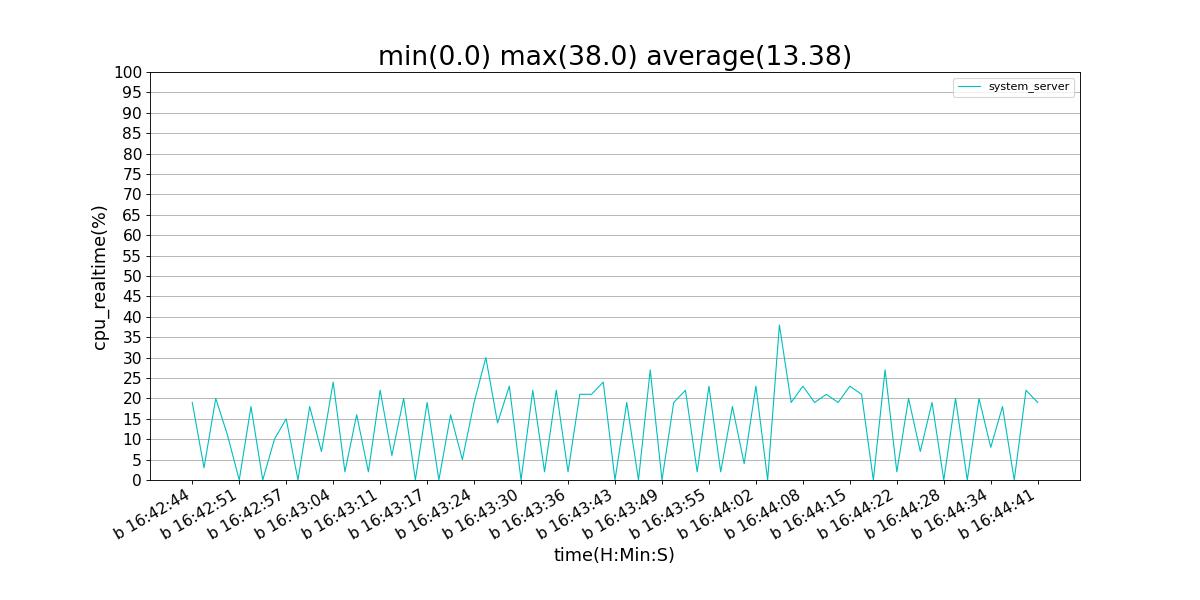 min(0.0) max(38.0) average(13.38)
system_server
100
95
90
85
80
75
70
65
60
55
50
45
40
35
30
25
20
15
10
5
0
cpu_realtime(%)
b 16:42:44
b 16:42:51
b 16:42:57
b 16:43:04
b 16:43:11
b 16:43:17
b 16:43:24
b 16:43:30
b 16:43:36
b 16:43:43
b 16:43:49
b 16:43:55
b 16:44:02
b 16:44:08
b 16:44:15
b 16:44:22
b 16:44:28
b 16:44:34
b 16:44:41
time(H:Min:S)